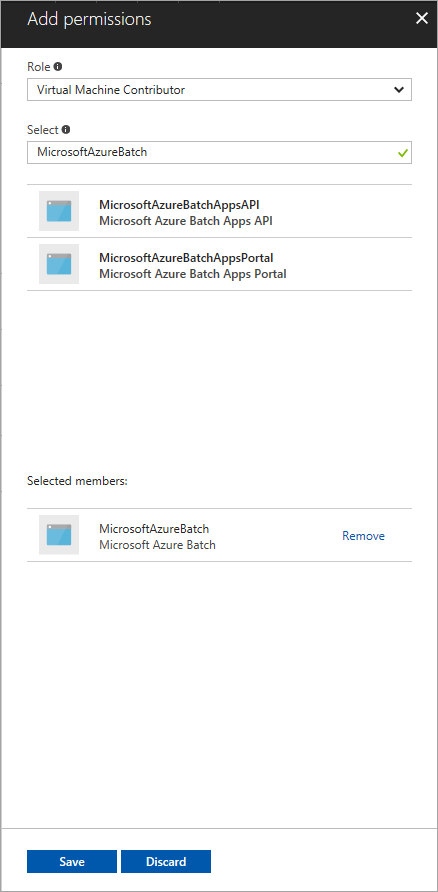 Add permissions
Role
Virtual Machine Contributor
Select
MicrosoftAzureBatch
MicrosoftAzureBatchAppsAPI
Microsoft Azure Batch Apps API
MicrosoftAzureBatchAppsPortal
Microsoft Azure Batch Apps Portal
Selected members:
MicrosoftAzureBatch
Microsoft Azure Batch
Remove
Save
Discard